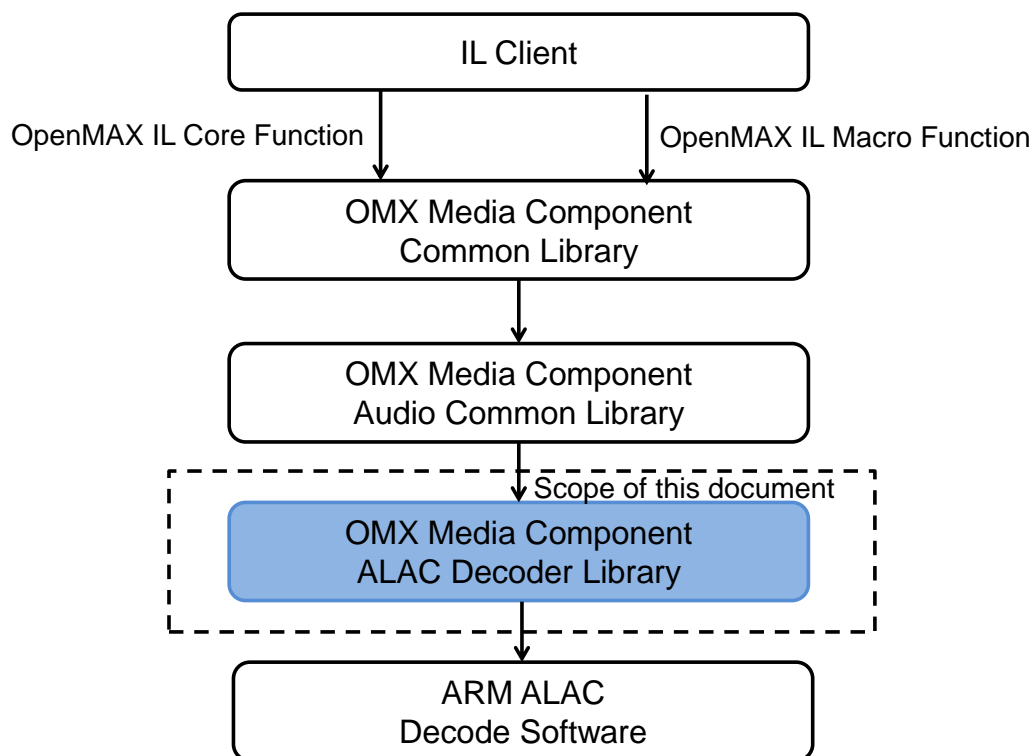 IL Client
OpenMAX IL Core Function
OpenMAX IL Macro Function
OMX Media Component
Common Library
OMX Media Component
Audio Common Library
Scope of this document
OMX Media Component
ALAC Decoder Library
ARM ALAC
Decode Software